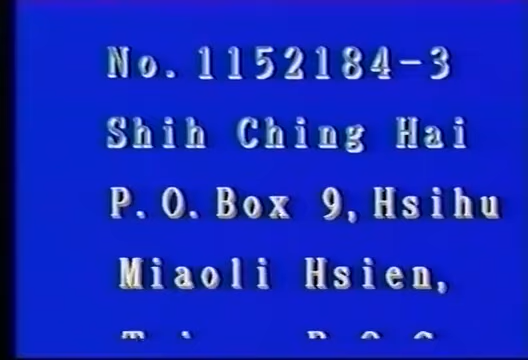 No. 1152184-3
Shih Ching Hai
P.O. Box 9, Hsihu
Miaoli Hsien,